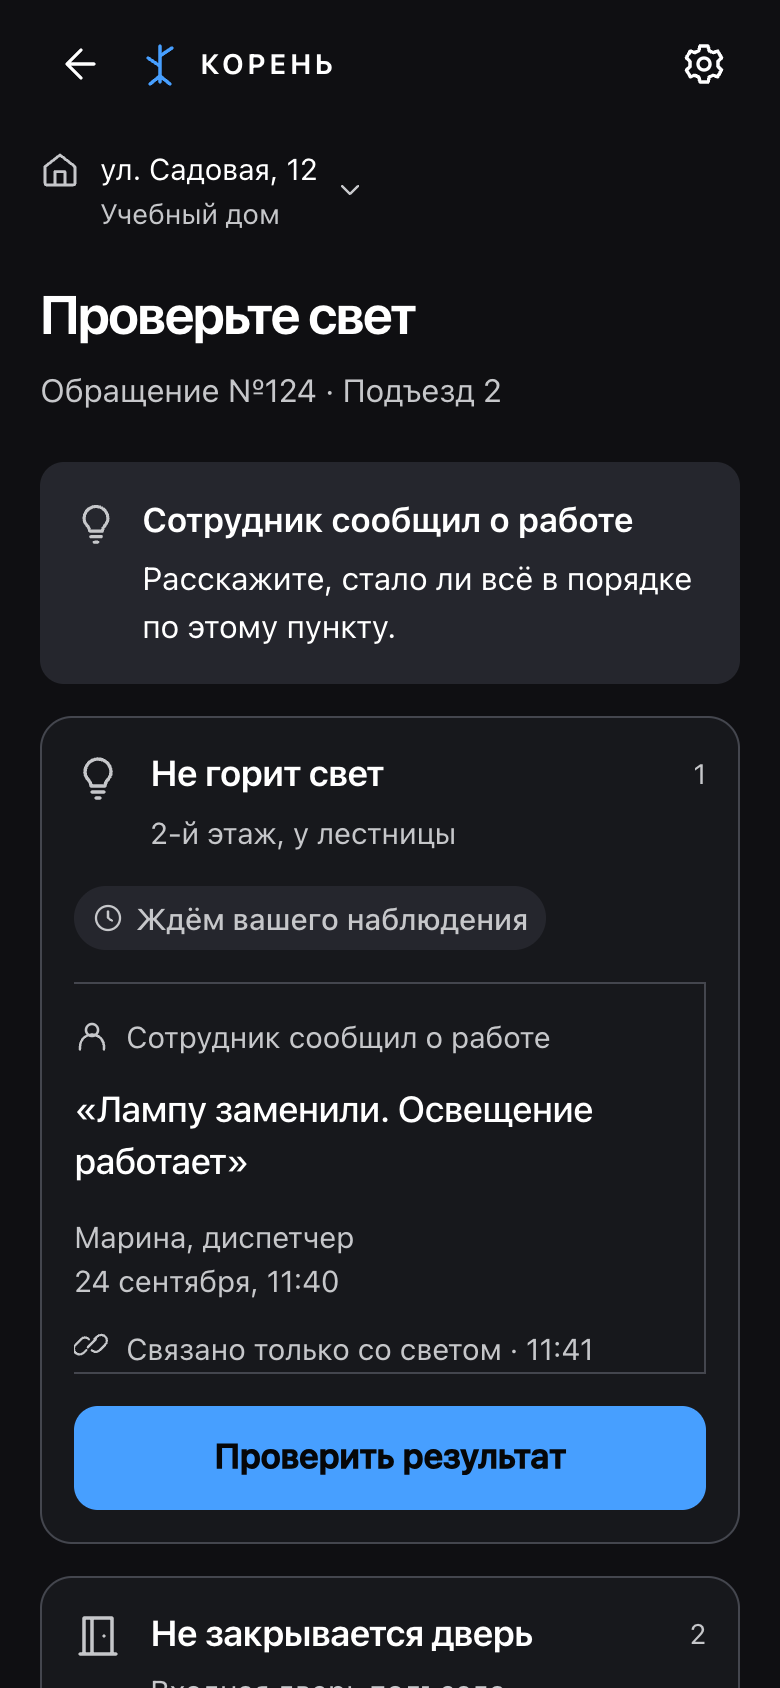 КОРЕНЬ
ул. Садовая, 12
Учебный дом
Проверьте свет
Обращение №124 · Подъезд 2
Сотрудник сообщил о работе
Расскажите, стало ли всё в порядке
по этому пункту.
Не горит свет 1
2-й этаж, у лестницы
Ждём вашего наблюдения
Сотрудник сообщил о работе
«Лампу заменили. Освещение
работает»
Марина, диспетчер
24 сентября, 11:40
Связано только со светом · 11:41
Проверить результат
Не закрывается дверь 2